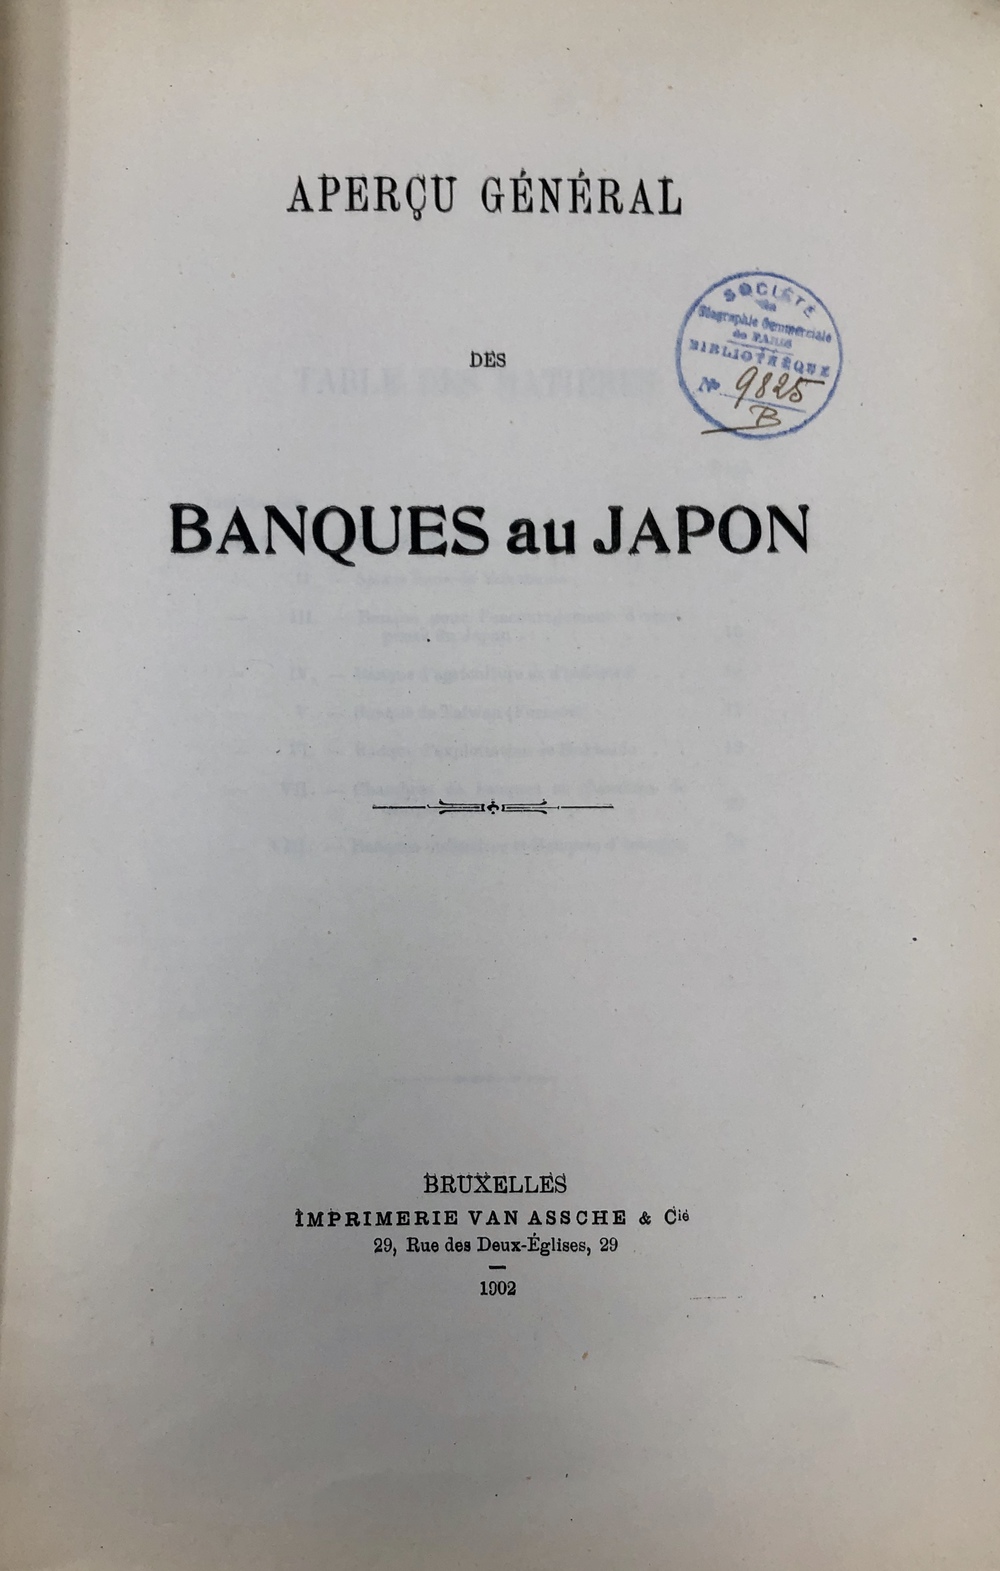 APERÇU GÉNÉRAL
SOCIÉTÉ
de
Géographie Commerciale
de PARIS
BIBLIOTHÈQUE
No 9825
B
DES
BANQUES au JAPON
BRUXELLES
IMPRIMERIE VAN ASSCHE & Cie
29, Rue des Deux-Églises, 29
1902